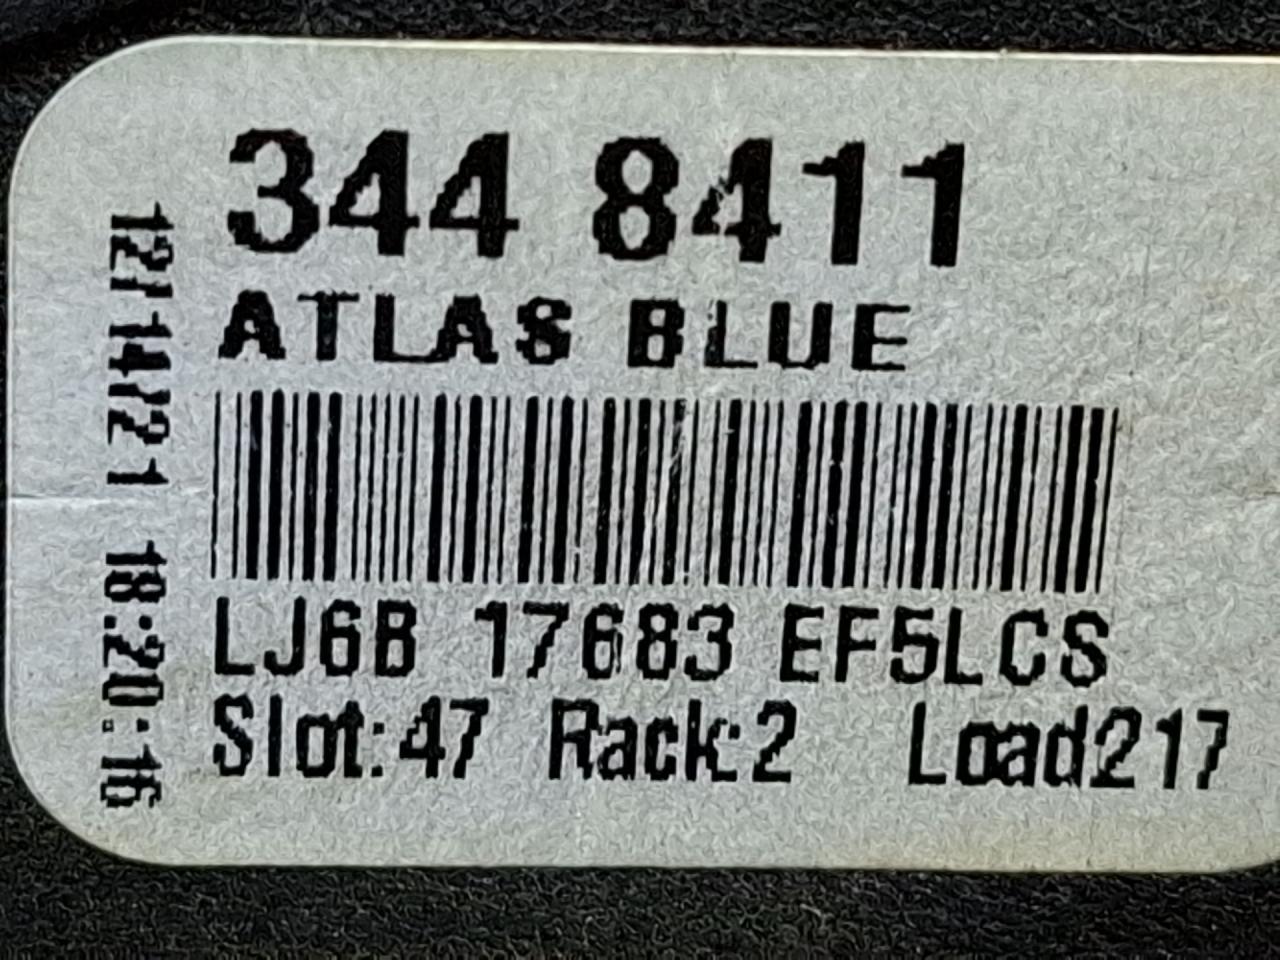 344 8411
ATLAS BLUE
LJ6B 17683 EF5LCS
Slot:47 Rack:2 Load217
12/14/21 18:20:16